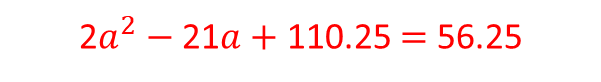 2𝑎² − 21𝑎 + 110.25 = 56.25